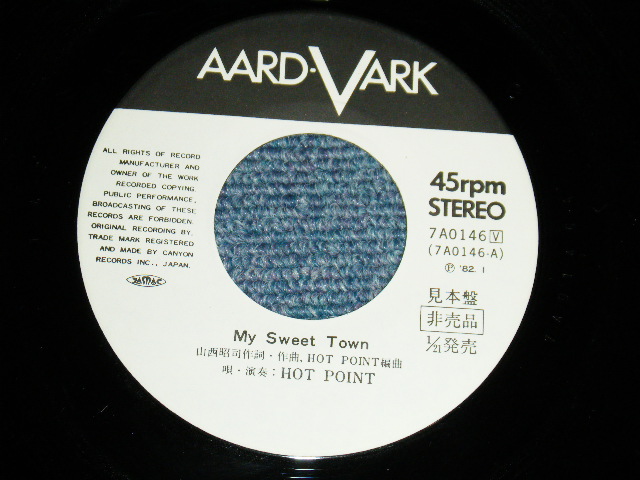 AARD-VARK
ALL RIGHTS OF RECORD
MANUFACTURER AND
OWNER OF THE WORK
RECORDED COPYING,
PUBLIC PERFORMANCE,
BROADCASTING OF THESE
RECORDS ARE FORBIDDEN.
ORIGINAL RECORDING BY,
TRADE MARK REGISTERED
AND MADE BY CANYON
RECORDS INC., JAPAN.
JASRAC
45rpm
STEREO
7A0146 V
(7A0146-A)
Ⓟ '82. 1
見本盤
非売品
1/21発売
My Sweet Town
山西昭司作詞・作曲、HOT POINT編曲
唄・演奏：HOT POINT